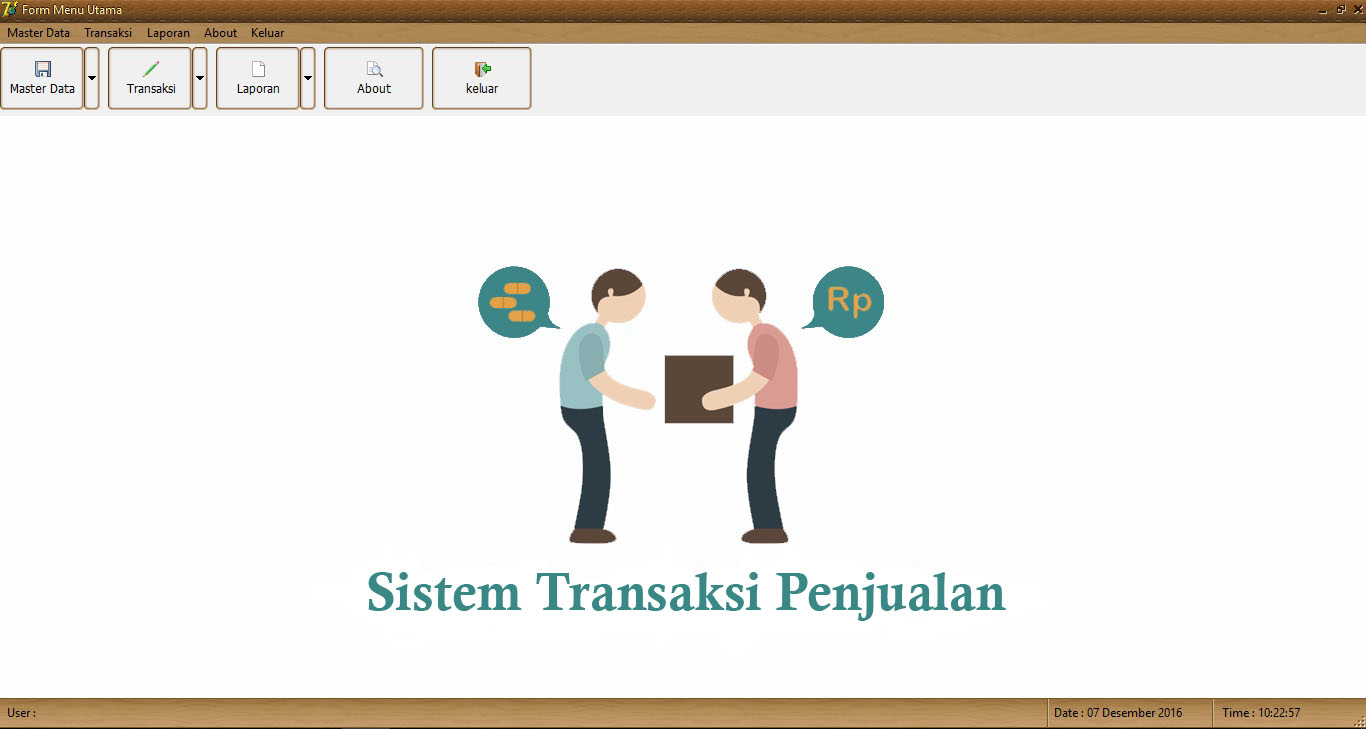 Form Menu Utama
Master Data Transaksi Laporan About Keluar
Master Data Transaksi Laporan About keluar
Rp
Sistem Transaksi Penjualan
User : Date : 07 Desember 2016 Time : 10:22:57